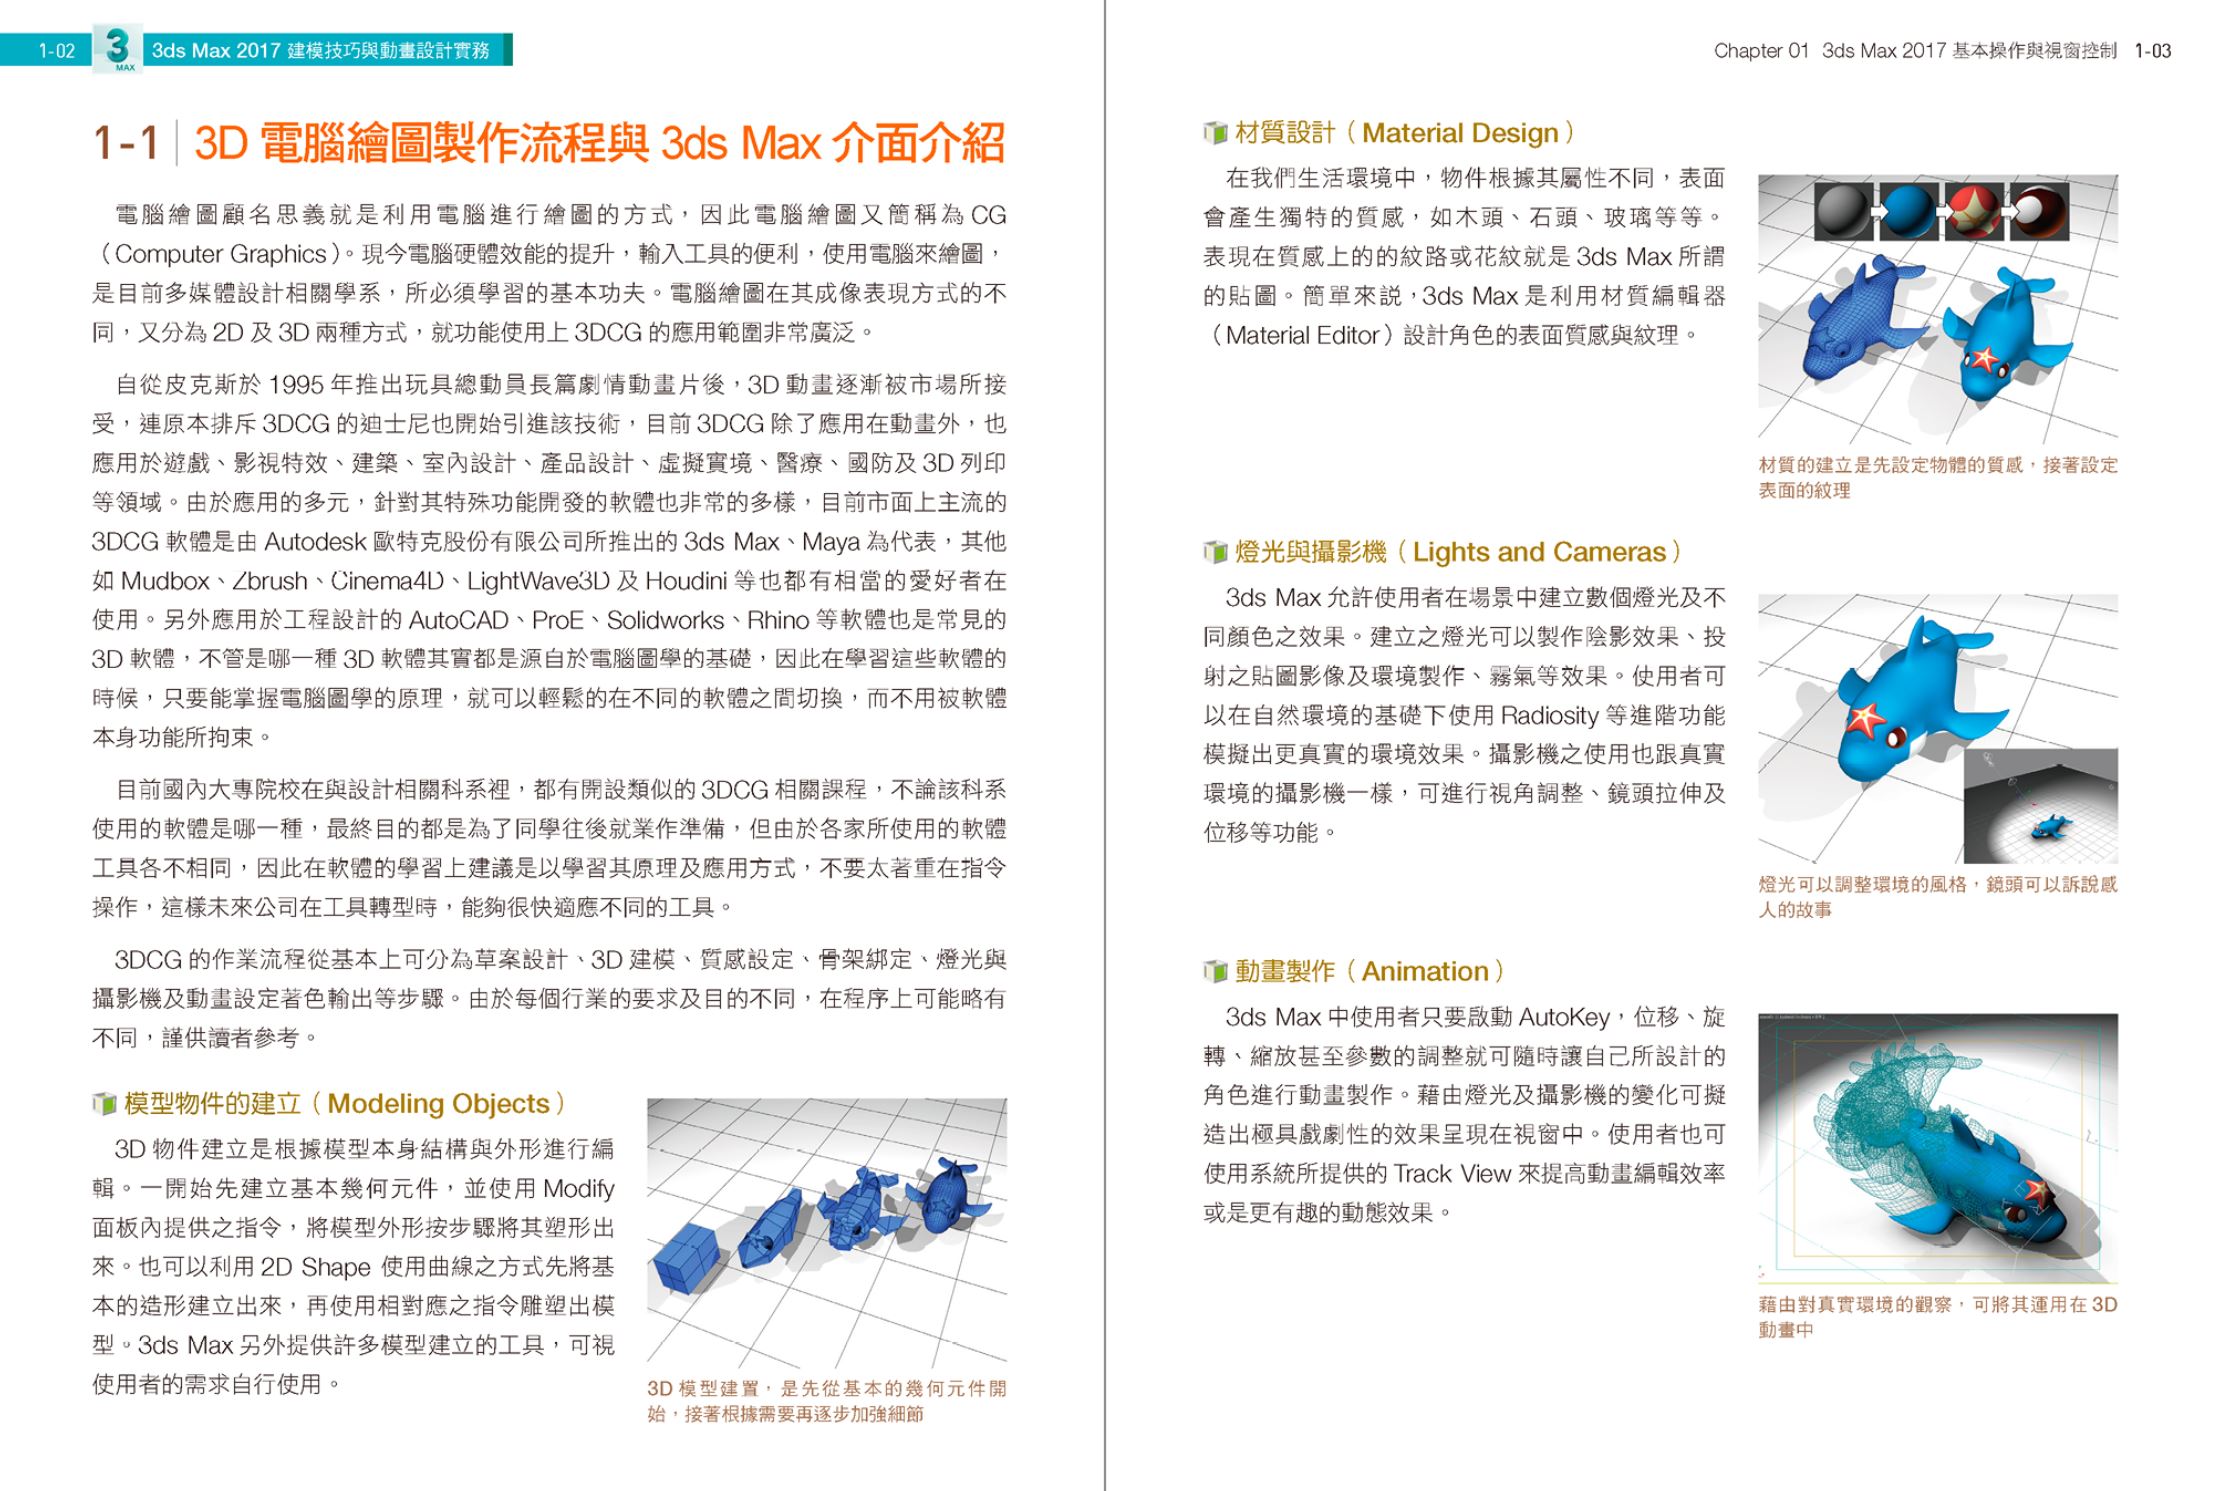 1-02 3 MAX 3ds Max 2017 建模技巧與動畫設計實務
1-1 3D 電腦繪圖製作流程與 3ds Max 介面介紹
電腦繪圖顧名思義就是利用電腦進行繪圖的方式，因此電腦繪圖又簡稱為 CG
（Computer Graphics）。現今電腦硬體效能的提升，輸入工具的便利，使用電腦來繪圖，
是目前多媒體設計相關學系，所必須學習的基本功夫。電腦繪圖在其成像表現方式的不
同，又分為 2D 及 3D 兩種方式，就功能使用上 3DCG 的應用範圍非常廣泛。
自從皮克斯於 1995 年推出玩具總動員長篇劇情動畫片後，3D 動畫逐漸被市場所接
受，連原本排斥 3DCG 的迪士尼也開始引進該技術，目前 3DCG 除了應用在動畫外，也
應用於遊戲、影視特效、建築、室內設計、產品設計、虛擬實境、醫療、國防及 3D 列印
等領域。由於應用的多元，針對其特殊功能開發的軟體也非常的多樣，目前市面上主流的
3DCG 軟體是由 Autodesk 歐特克股份有限公司所推出的 3ds Max、Maya 為代表，其他
如 Mudbox、Zbrush、Cinema4D、LightWave3D 及 Houdini 等也都有相當的愛好者在
使用。另外應用於工程設計的 AutoCAD、ProE、Solidworks、Rhino 等軟體也是常見的
3D 軟體，不管是哪一種 3D 軟體其實都是源自於電腦圖學的基礎，因此在學習這些軟體的
時候，只要能掌握電腦圖學的原理，就可以輕鬆的在不同的軟體之間切換，而不用被軟體
本身功能所拘束。
目前國內大專院校在與設計相關科系裡，都有開設類似的 3DCG 相關課程，不論該科系
使用的軟體是哪一種，最終目的都是為了同學往後就業作準備，但由於各家所使用的軟體
工具各不相同，因此在軟體的學習上建議是以學習其原理及應用方式，不要太著重在指令
操作，這樣未來公司在工具轉型時，能夠很快適應不同的工具。
3DCG 的作業流程從基本上可分為草案設計、3D 建模、質感設定、骨架綁定、燈光與
攝影機及動畫設定著色輸出等步驟。由於每個行業的要求及目的不同，在程序上可能略有
不同，謹供讀者參考。
模型物件的建立（Modeling Objects）
3D 物件建立是根據模型本身結構與外形進行編
輯。一開始先建立基本幾何元件，並使用 Modify
面板內提供之指令，將模型外形按步驟將其塑形出
來。也可以利用 2D Shape 使用曲線之方式先將基
本的造形建立出來，再使用相對應之指令雕塑出模
型。3ds Max 另外提供許多模型建立的工具，可視
使用者的需求自行使用。
3D 模型建置，是先從基本的幾何元件開
始，接著根據需要再逐步加強細節
Chapter 01 3ds Max 2017 基本操作與視窗控制 1-03
材質設計（Material Design）
在我們生活環境中，物件根據其屬性不同，表面
會產生獨特的質感，如木頭、石頭、玻璃等等。
表現在質感上的的紋路或花紋就是 3ds Max 所謂
的貼圖。簡單來說，3ds Max 是利用材質編輯器
（Material Editor）設計角色的表面質感與紋理。
材質的建立是先設定物體的質感，接著設定
表面的紋理
燈光與攝影機（Lights and Cameras）
3ds Max 允許使用者在場景中建立數個燈光及不
同顏色之效果。建立之燈光可以製作陰影效果、投
射之貼圖影像及環境製作、霧氣等效果。使用者可
以在自然環境的基礎下使用 Radiosity 等進階功能
模擬出更真實的環境效果。攝影機之使用也跟真實
環境的攝影機一樣，可進行視角調整、鏡頭拉伸及
位移等功能。
燈光可以調整環境的風格，鏡頭可以訴說感
人的故事
動畫製作（Animation）
3ds Max 中使用者只要啟動 AutoKey，位移、旋
轉、縮放甚至參數的調整就可隨時讓自己所設計的
角色進行動畫製作。藉由燈光及攝影機的變化可擬
造出極具戲劇性的效果呈現在視窗中。使用者也可
使用系統所提供的 Track View 來提高動畫編輯效率
或是更有趣的動態效果。
藉由對真實環境的觀察，可將其運用在 3D
動畫中